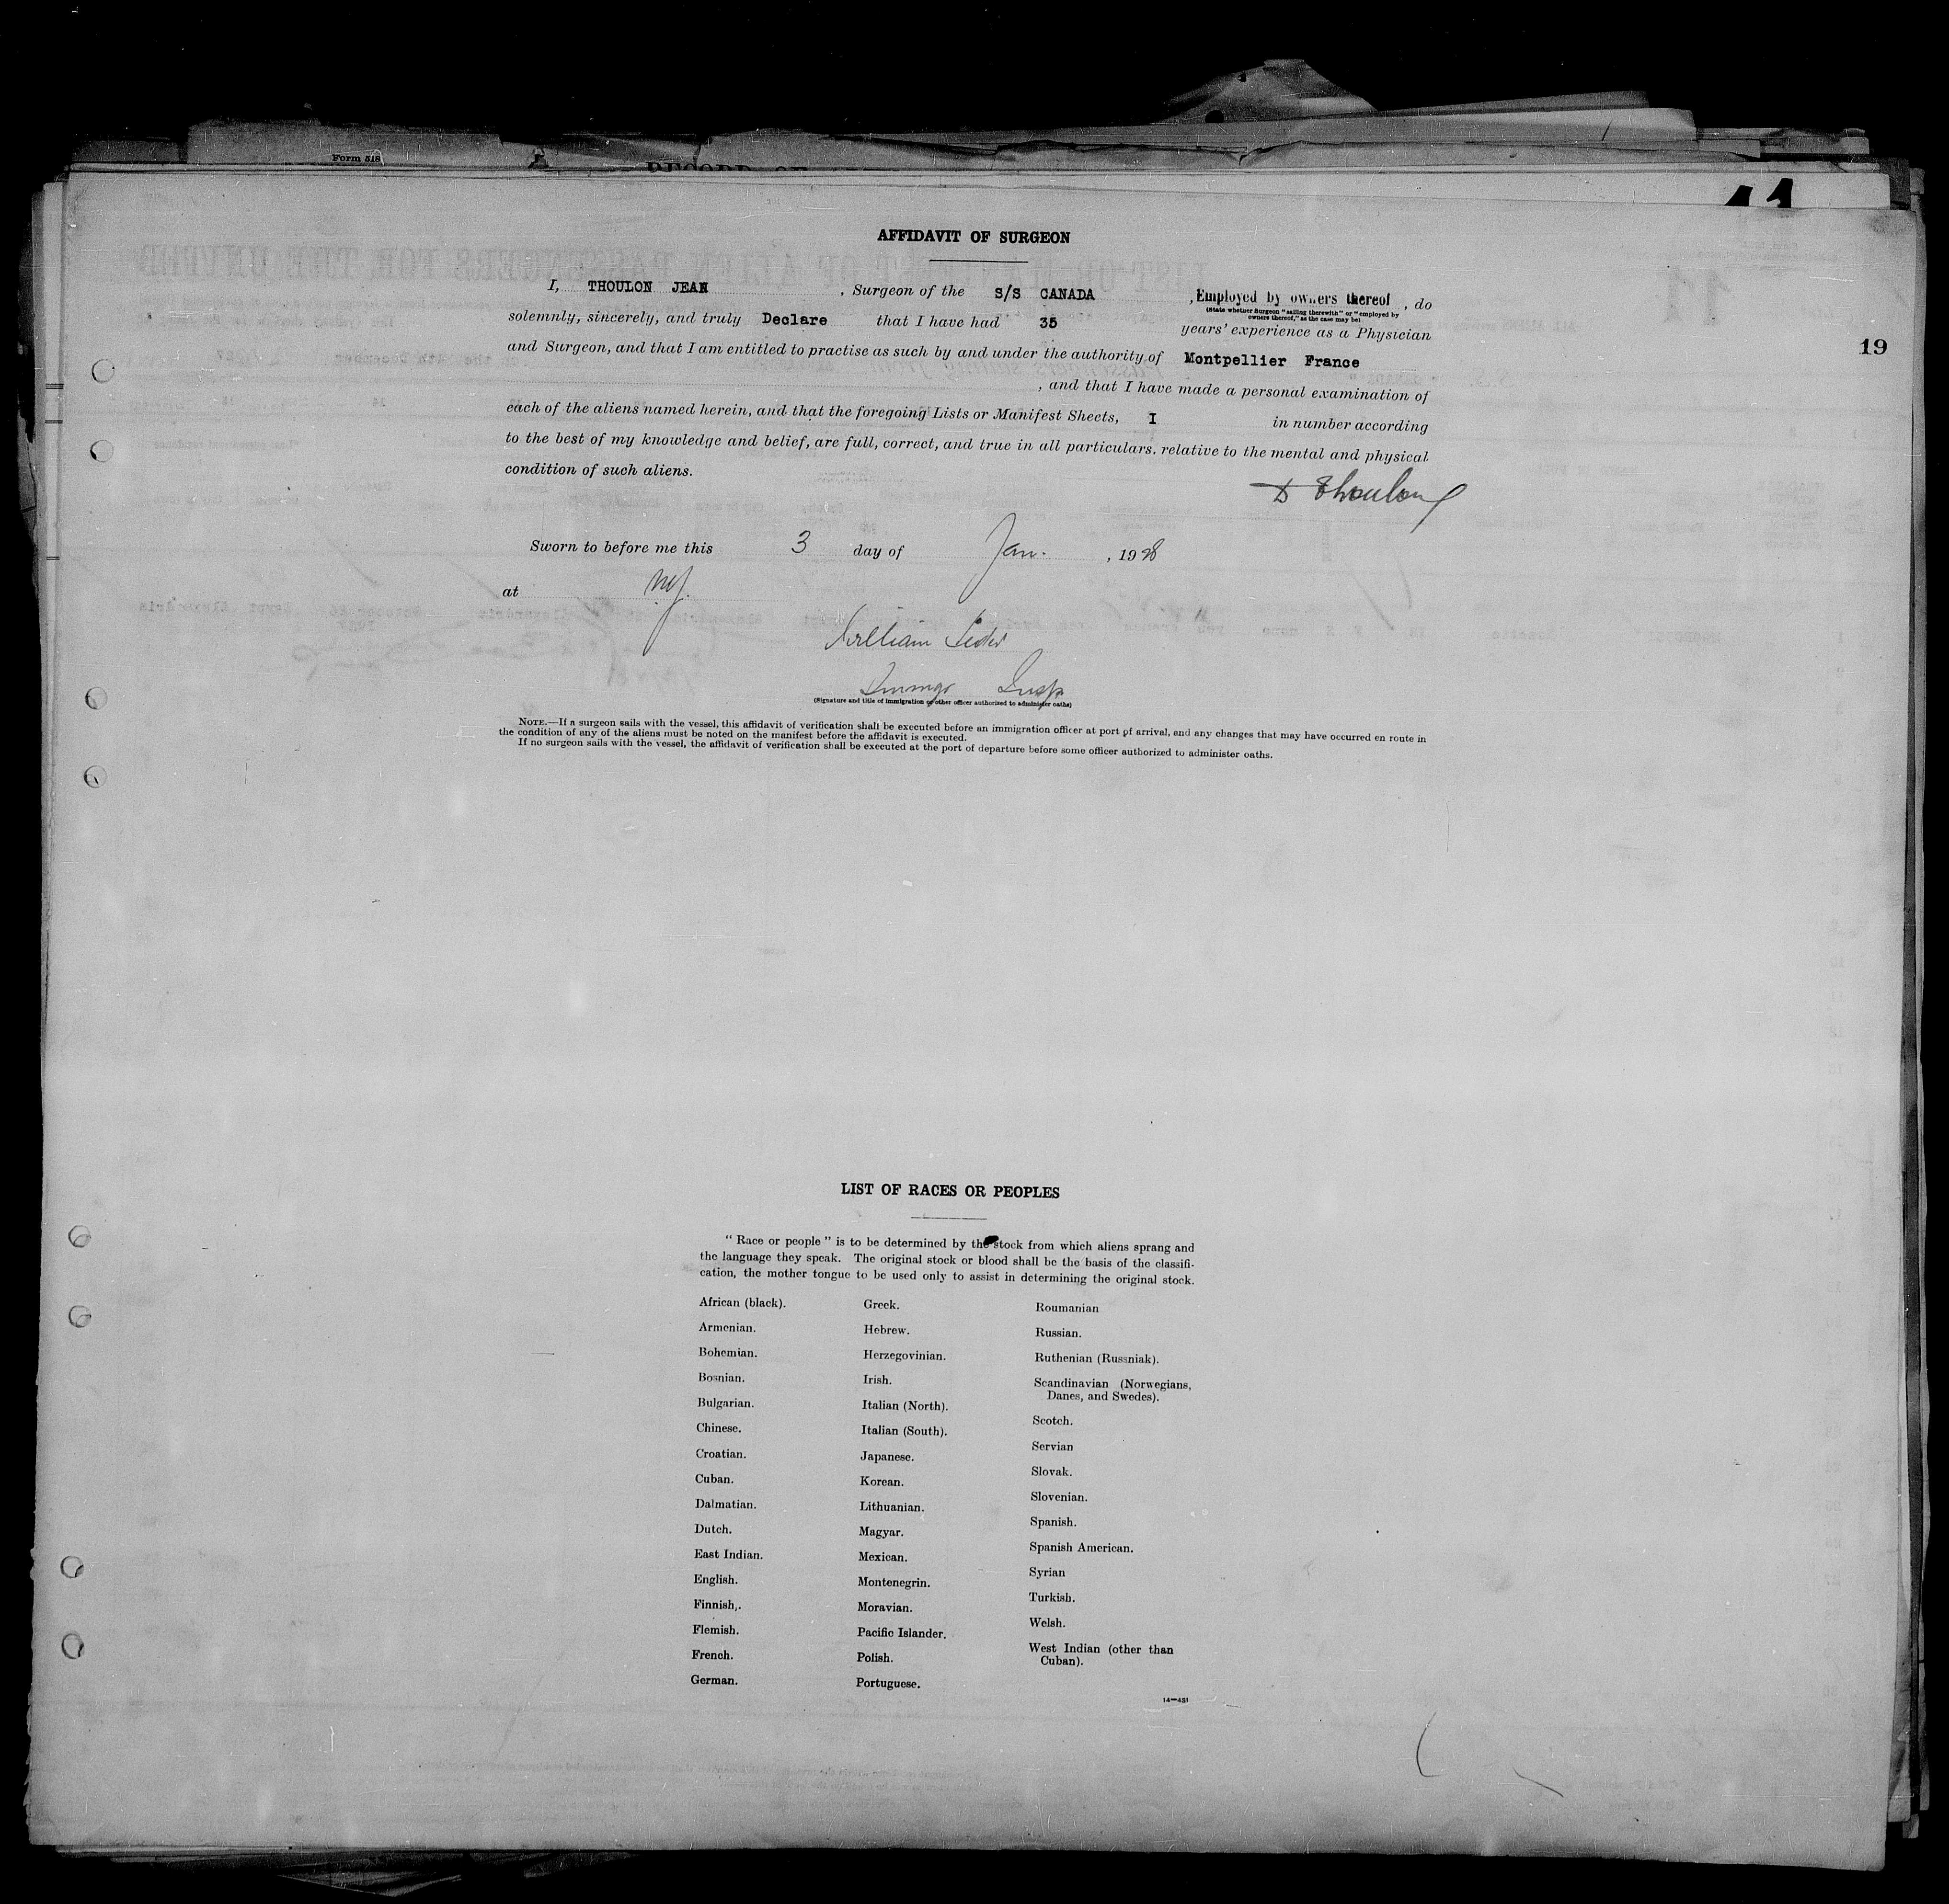 Form 518
AFFIDAVIT OF SURGEON
I, THOULON JEAN , Surgeon of the S/S CANADA , Employed by owners thereof , do
(State whether Surgeon "sailing therewith" or "employed by
owners thereof," as the case may be)
solemnly, sincerely, and truly Declare that I have had 35 years' experience as a Physician
19
and Surgeon, and that I am entitled to practise as such by and under the authority of Montpellier France
, and that I have made a personal examination of
each of the aliens named herein, and that the foregoing Lists or Manifest Sheets, I in number according
to the best of my knowledge and belief, are full, correct, and true in all particulars. relative to the mental and physical
condition of such aliens.
D Thoulon
Sworn to before me this 3 day of Jan. , 1928
at
William
Immgr Insp
(Signature and title of immigration or other officer authorized to administer oaths)
NOTE.—If a surgeon sails with the vessel, this affidavit of verification shall be executed before an immigration officer at port of arrival, and any changes that may have occurred en route in
the condition of any of the aliens must be noted on the manifest before the affidavit is executed.
If no surgeon sails with the vessel, the affidavit of verification shall be executed at the port of departure before some officer authorized to administer oaths.
LIST OF RACES OR PEOPLES
" Race or people " is to be determined by the stock from which aliens sprang and
the language they speak. The original stock or blood shall be the basis of the classifi-
cation, the mother tongue to be used only to assist in determining the original stock.
African (black).
Armenian.
Bohemian.
Bosnian.
Bulgarian.
Chinese.
Croatian.
Cuban.
Dalmatian.
Dutch.
East Indian.
English.
Finnish,.
Flemish.
French.
German.
Greek.
Hebrew.
Herzegovinian.
Irish.
Italian (North).
Italian (South).
Japanese.
Korean.
Lithuanian.
Magyar.
Mexican.
Montenegrin.
Moravian.
Pacific Islander.
Polish.
Portuguese.
Roumanian
Russian.
Ruthenian (Russniak).
Scandinavian (Norwegians,
Danes, and Swedes).
Scotch.
Servian
Slovak.
Slovenian.
Spanish.
Spanish American.
Syrian
Turkish.
Welsh.
West Indian (other than
Cuban).
14—431